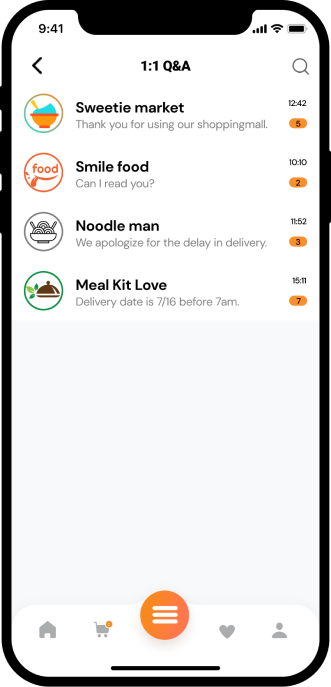 9:41
1:1 Q&A
Sweetie market
12:42
Thank you for using our shoppingmall.
5
food
Smile food
10:10
Can I read you?
2
Noodle man
11:52
We apologize for the delay in delivery.
3
Meal Kit Love
15:11
Delivery date is 7/16 before 7am.
7